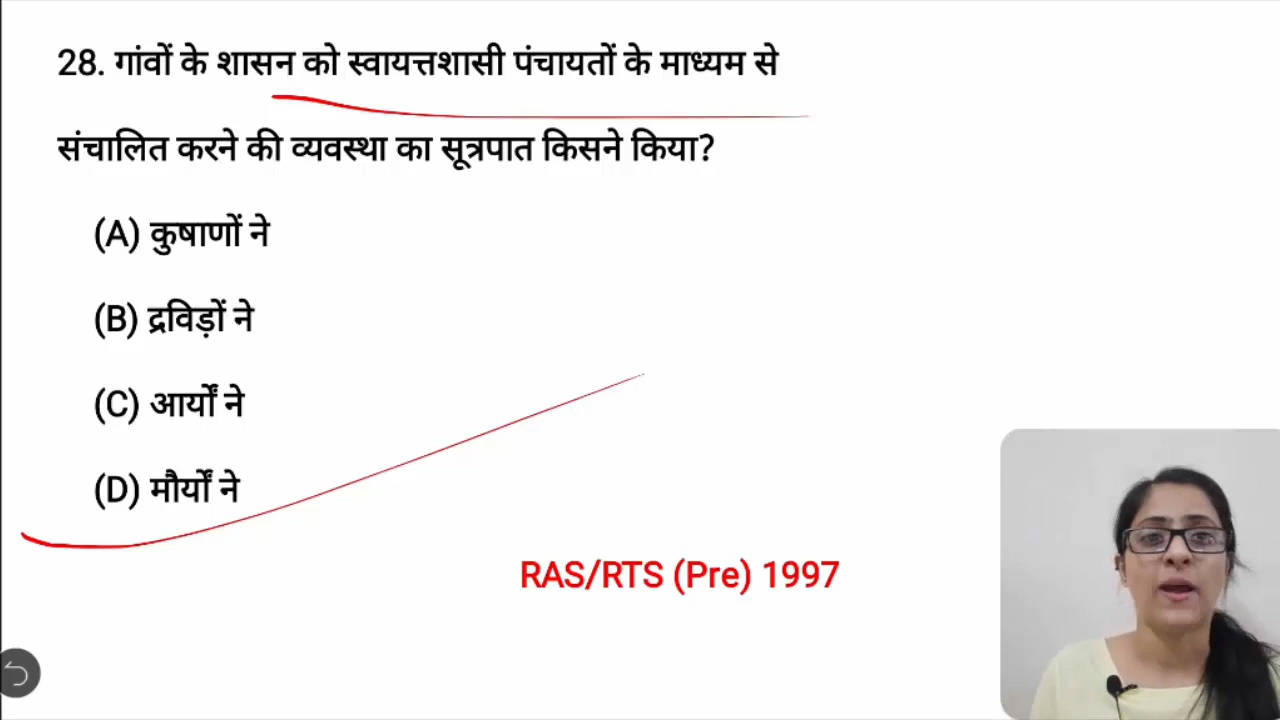 28. गांवों के शासन को स्वायत्तशासी पंचायतों के माध्यम से
संचालित करने की व्यवस्था का सूत्रपात किसने किया?
(A) कुषाणों ने
(B) द्रविड़ों ने
(C) आर्यों ने
(D) मौर्यों ने
RAS/RTS (Pre) 1997